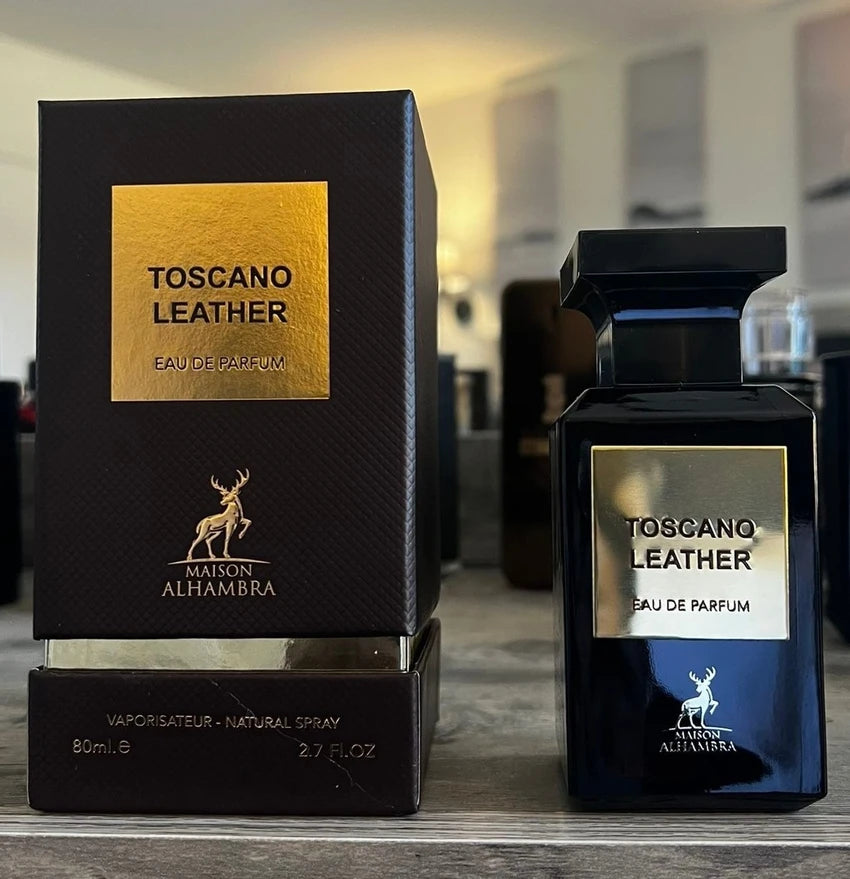 TOSCANO
LEATHER
EAU DE PARFUM
MAISON
ALHAMBRA
VAPORISATEUR - NATURAL SPRAY
80ml.e 2.7 Fl.OZ
TOSCANO
LEATHER
EAU DE PARFUM
MAISON
ALHAMBRA